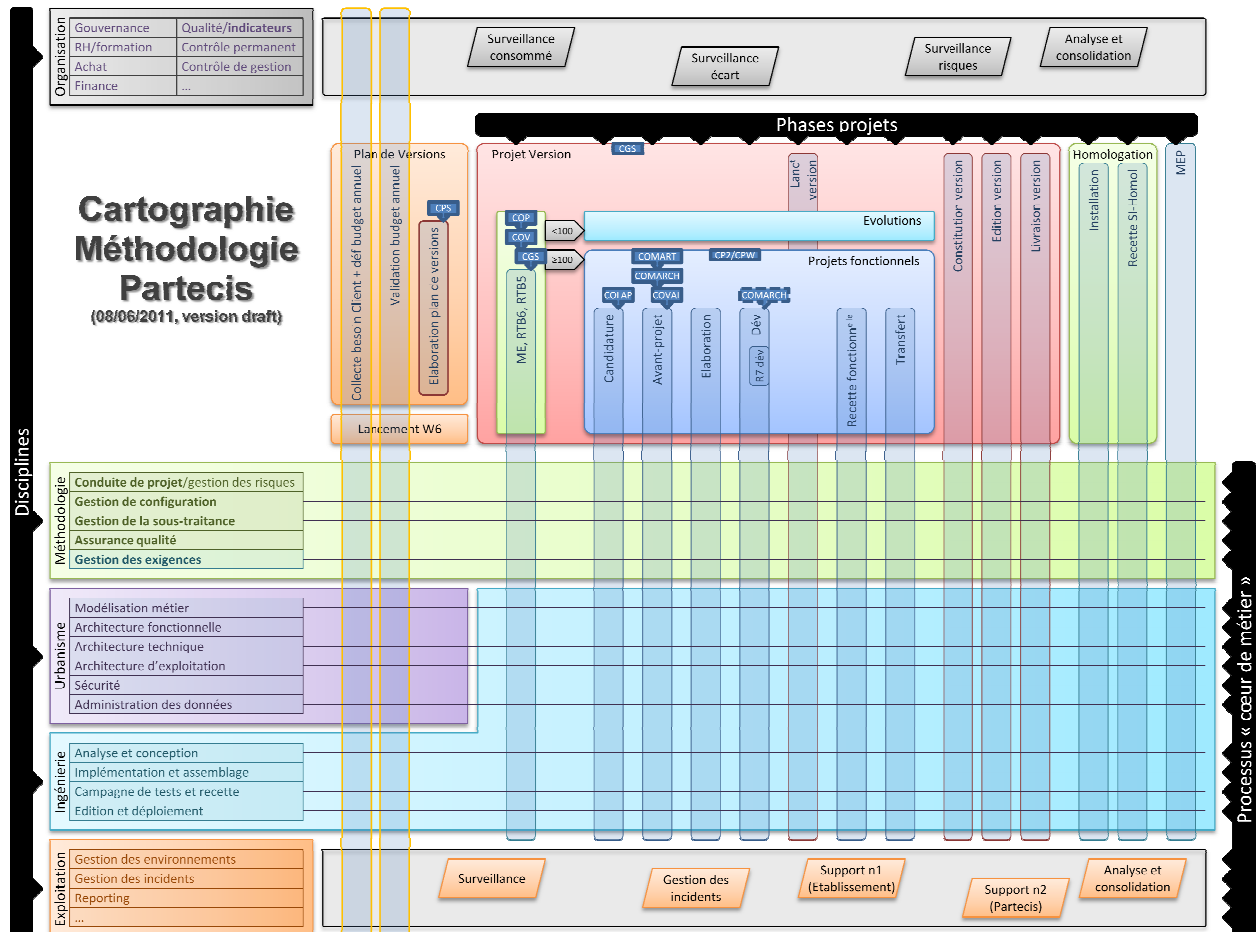 Organisation
Gouvernance
Qualité/indicateurs
RH/formation
Contrôle permanent
Achat
Contrôle de gestion
Finance
...
Surveillance
consommé
Surveillance
écart
Surveillance
risques
Analyse et
consolidation
Phases projets
Cartographie
Méthodologie
Partecis
(08/06/2011, version draft)
Disciplines
Plan de Versions
Collecte besoin Client + déf budget annuel
Validation budget annuel
CPS
Elaboration plan de versions
Lancement W6
Projet Version
CGS
Lanct
version
COP
COV
CGS
ME, RTB6, RTB5
<100
≥100
Evolutions
Projets fonctionnels
COMART
COMARCH
CP2/CPW
COLAP
COVAI
COMARCH
Candidature
Avant-projet
Elaboration
Dév
R7 dév
Recette fonctionnelle
Transfert
Constitution version
Edition version
Livraison version
Homologation
Installation
Recette SI-Homol
MEP
Méthodologie
Conduite de projet/gestion des risques
Gestion de configuration
Gestion de la sous-traitance
Assurance qualité
Gestion des exigences
Urbanisme
Modélisation métier
Architecture fonctionnelle
Architecture technique
Architecture d'exploitation
Sécurité
Administration des données
Ingénierie
Analyse et conception
Implémentation et assemblage
Campagne de tests et recette
Edition et déploiement
Processus « cœur de métier »
Exploitation
Gestion des environnements
Gestion des incidents
Reporting
...
Surveillance
Gestion des
incidents
Support n1
(Etablissement)
Support n2
(Partecis)
Analyse et
consolidation